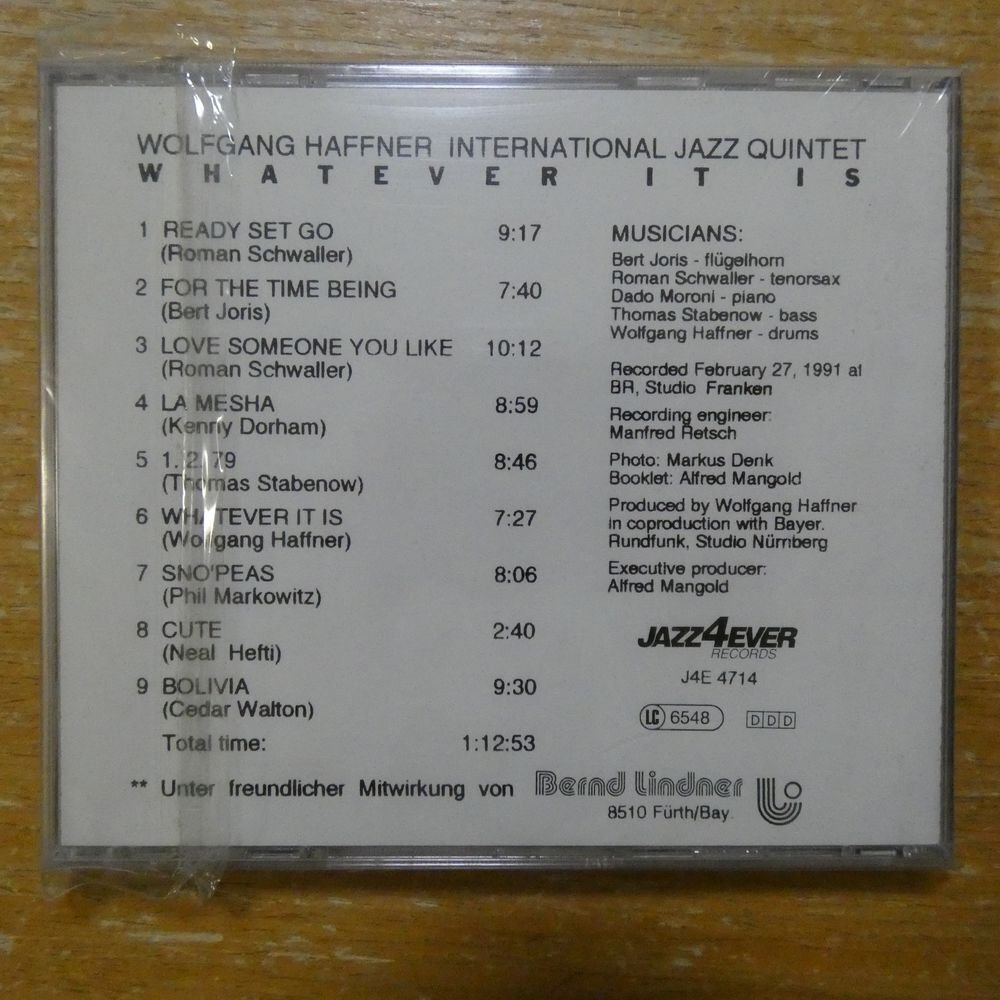 WOLFGANG HAFFNER INTERNATIONAL JAZZ QUINTET
WHATEVER IT IS
1 READY SET GO 9:17
(Roman Schwaller)
2 FOR THE TIME BEING 7:40
(Bert Joris)
3 LOVE SOMEONE YOU LIKE 10:12
(Roman Schwaller)
4 LA MESHA 8:59
(Kenny Dorham)
5 1. 2. 79 8:46
(Thomas Stabenow)
6 WHATEVER IT IS 7:27
(Wolfgang Haffner)
7 SNO'PEAS 8:06
(Phil Markowitz)
8 CUTE 2:40
(Neal Hefti)
9 BOLIVIA 9:30
(Cedar Walton)
Total time: 1:12:53
MUSICIANS:
Bert Joris - flügelhorn
Roman Schwaller - tenorsax
Dado Moroni - piano
Thomas Stabenow - bass
Wolfgang Haffner - drums
Recorded February 27, 1991 at
BR, Studio Franken
Recording engineer:
Manfred Retsch
Photo: Markus Denk
Booklet: Alfred Mangold
Produced by Wolfgang Haffner
in coproduction with Bayer.
Rundfunk, Studio Nürnberg
Executive producer:
Alfred Mangold
JAZZ4EVER
RECORDS
J4E 4714
LC 6548 DDD
** Unter freundlicher Mitwirkung von Bernd Lindner
8510 Fürth/Bay.